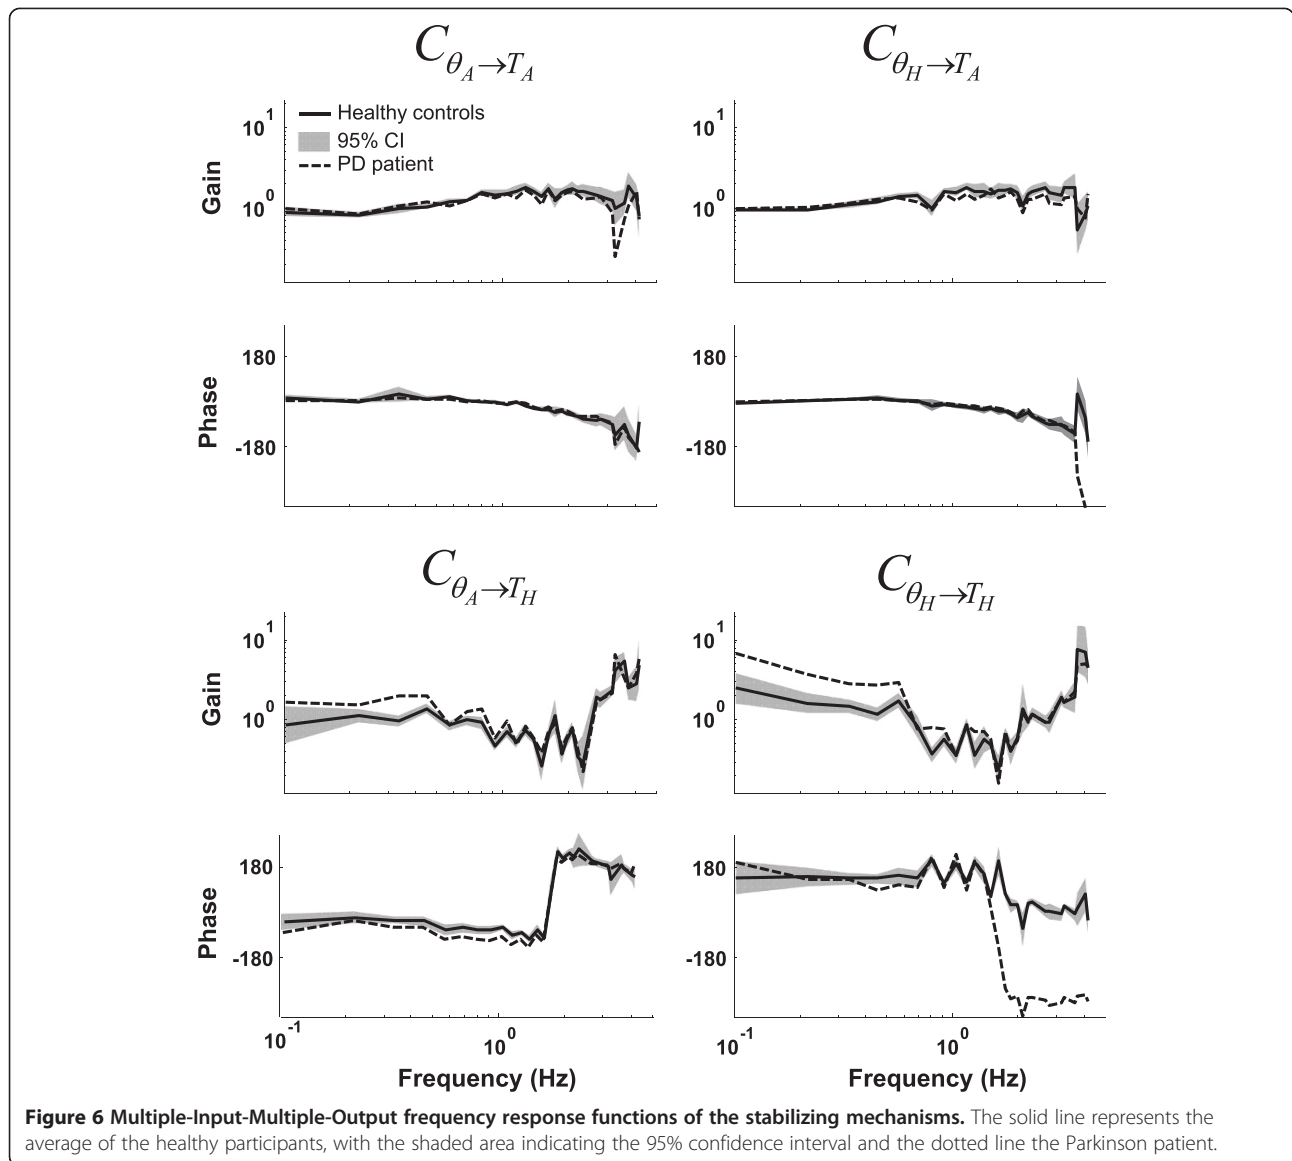 C_{θ_A→T_A}
C_{θ_H→T_A}
Gain
10^1
10^0
Healthy controls
95% CI
PD patient
10^1
10^0
Phase
180
-180
180
-180
C_{θ_A→T_H}
C_{θ_H→T_H}
Gain
10^1
10^0
10^1
10^0
Phase
180
-180
180
-180
10^-1
10^0
10^-1
10^0
Frequency (Hz)
Frequency (Hz)
Figure 6 Multiple-Input-Multiple-Output frequency response functions of the stabilizing mechanisms. The solid line represents the
average of the healthy participants, with the shaded area indicating the 95% confidence interval and the dotted line the Parkinson patient.